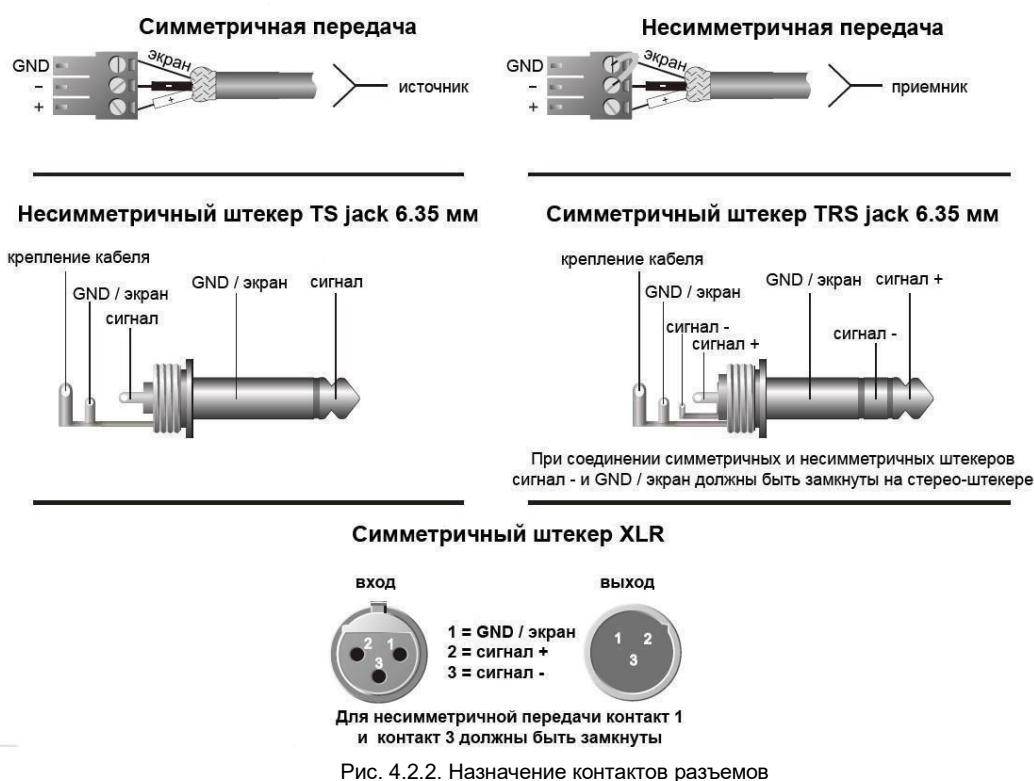 Симметричная передача
GND
экран
-
-
+
+
источник
Несимметричная передача
GND
экран
-
-
+
+
приемник
Несимметричный штекер TS jack 6.35 мм
крепление кабеля
GND / экран
сигнал
GND / экран
сигнал
Симметричный штекер TRS jack 6.35 мм
крепление кабеля
GND / экран
сигнал -
сигнал +
GND / экран
сигнал +
сигнал -
При соединении симметричных и несимметричных штекеров
сигнал - и GND / экран должны быть замкнуты на стерео-штекере
Симметричный штекер XLR
вход
2 1
3
1 = GND / экран
2 = сигнал +
3 = сигнал -
выход
1 2
3
Для несимметричной передачи контакт 1
и контакт 3 должны быть замкнуты
Рис. 4.2.2. Назначение контактов разъемов